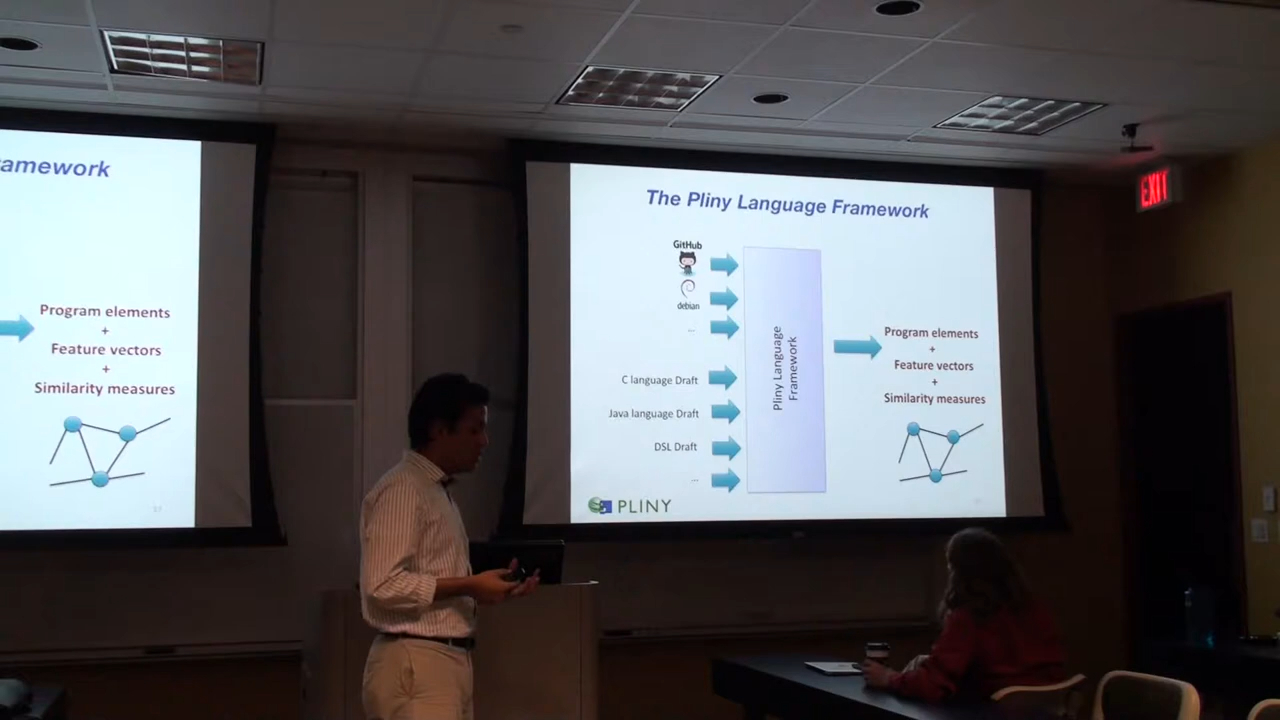 amework
Program elements
+
Feature vectors
+
Similarity measures
17
The Pliny Language Framework
GitHub
debian
...
C language Draft
Java language Draft
DSL Draft
...
Pliny Language
Framework
Program elements
+
Feature vectors
+
Similarity measures
PLINY
EXIT